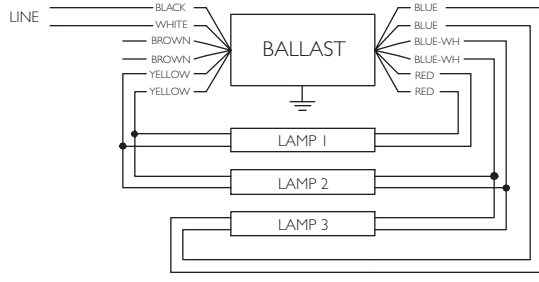 LINE
BLACK
WHITE
BROWN
BROWN
YELLOW
YELLOW
BALLAST
BLUE
BLUE
BLUE-WH
BLUE-WH
RED
RED
LAMP 1
LAMP 2
LAMP 3